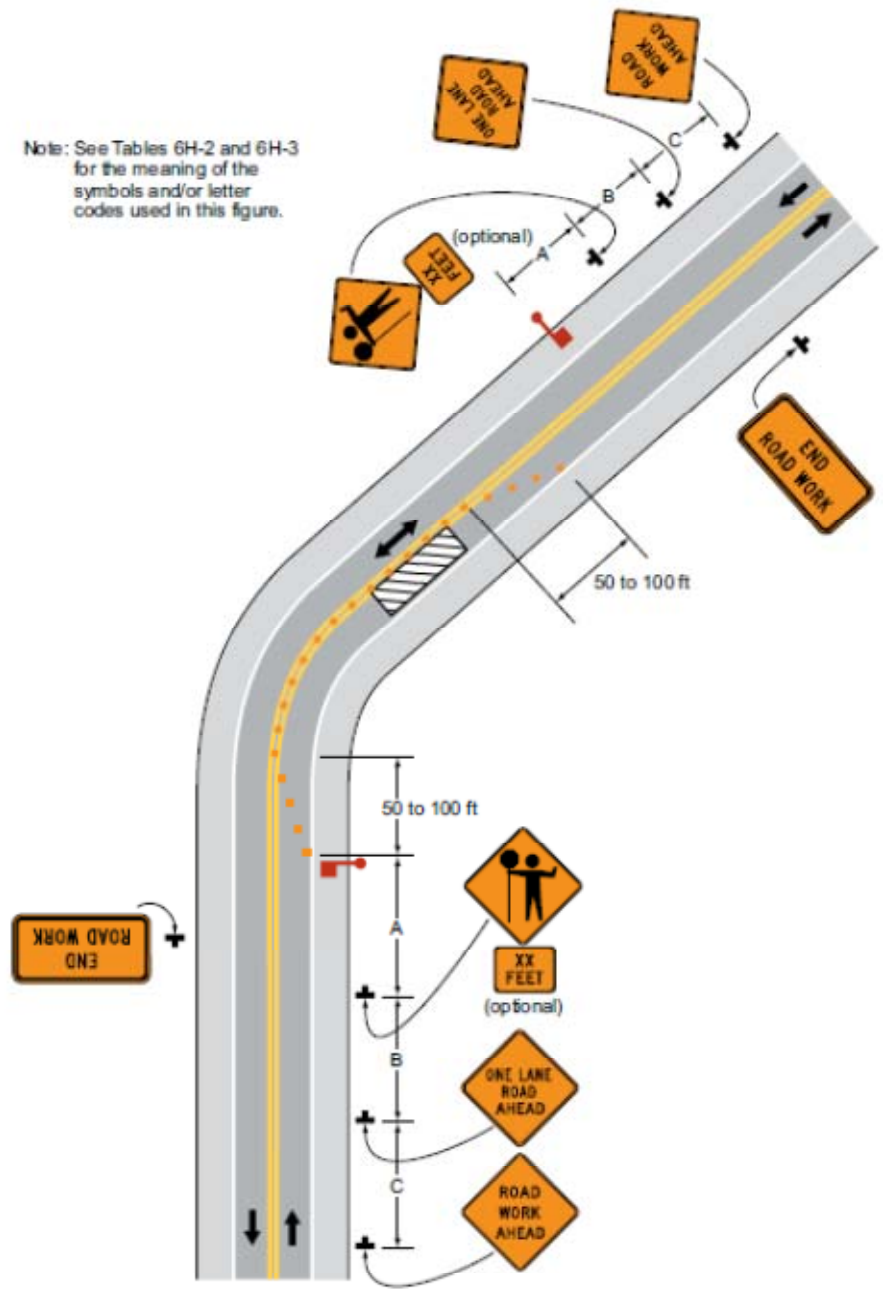 ROAD
WORK
AHEAD
ONE LANE
ROAD
AHEAD
Note: See Tables 6H-2 and 6H-3
for the meaning of the
symbols and/or letter
codes used in this figure.
C
B
(optional)
A
XX
FEET
END
ROAD WORK
50 to 100 ft
50 to 100 ft
A
END
ROAD WORK
XX
FEET
(optional)
B
ONE LANE
ROAD
AHEAD
C
ROAD
WORK
AHEAD